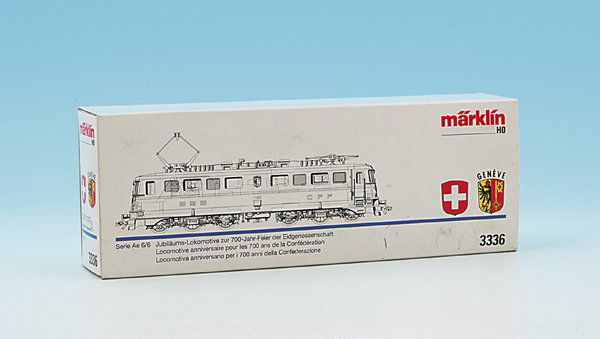 märklin
H0
3336
märklin
H0
GENÈVE
CFF
Serie Ae 6/6 Jubiläums-Lokomotive zur 700-Jahr-Feier der Eidgenossenschaft
Locomotive anniversaire pour les 700 ans de la Confédération
Locomotiva anniversario per i 700 anni della Confederazione
3336